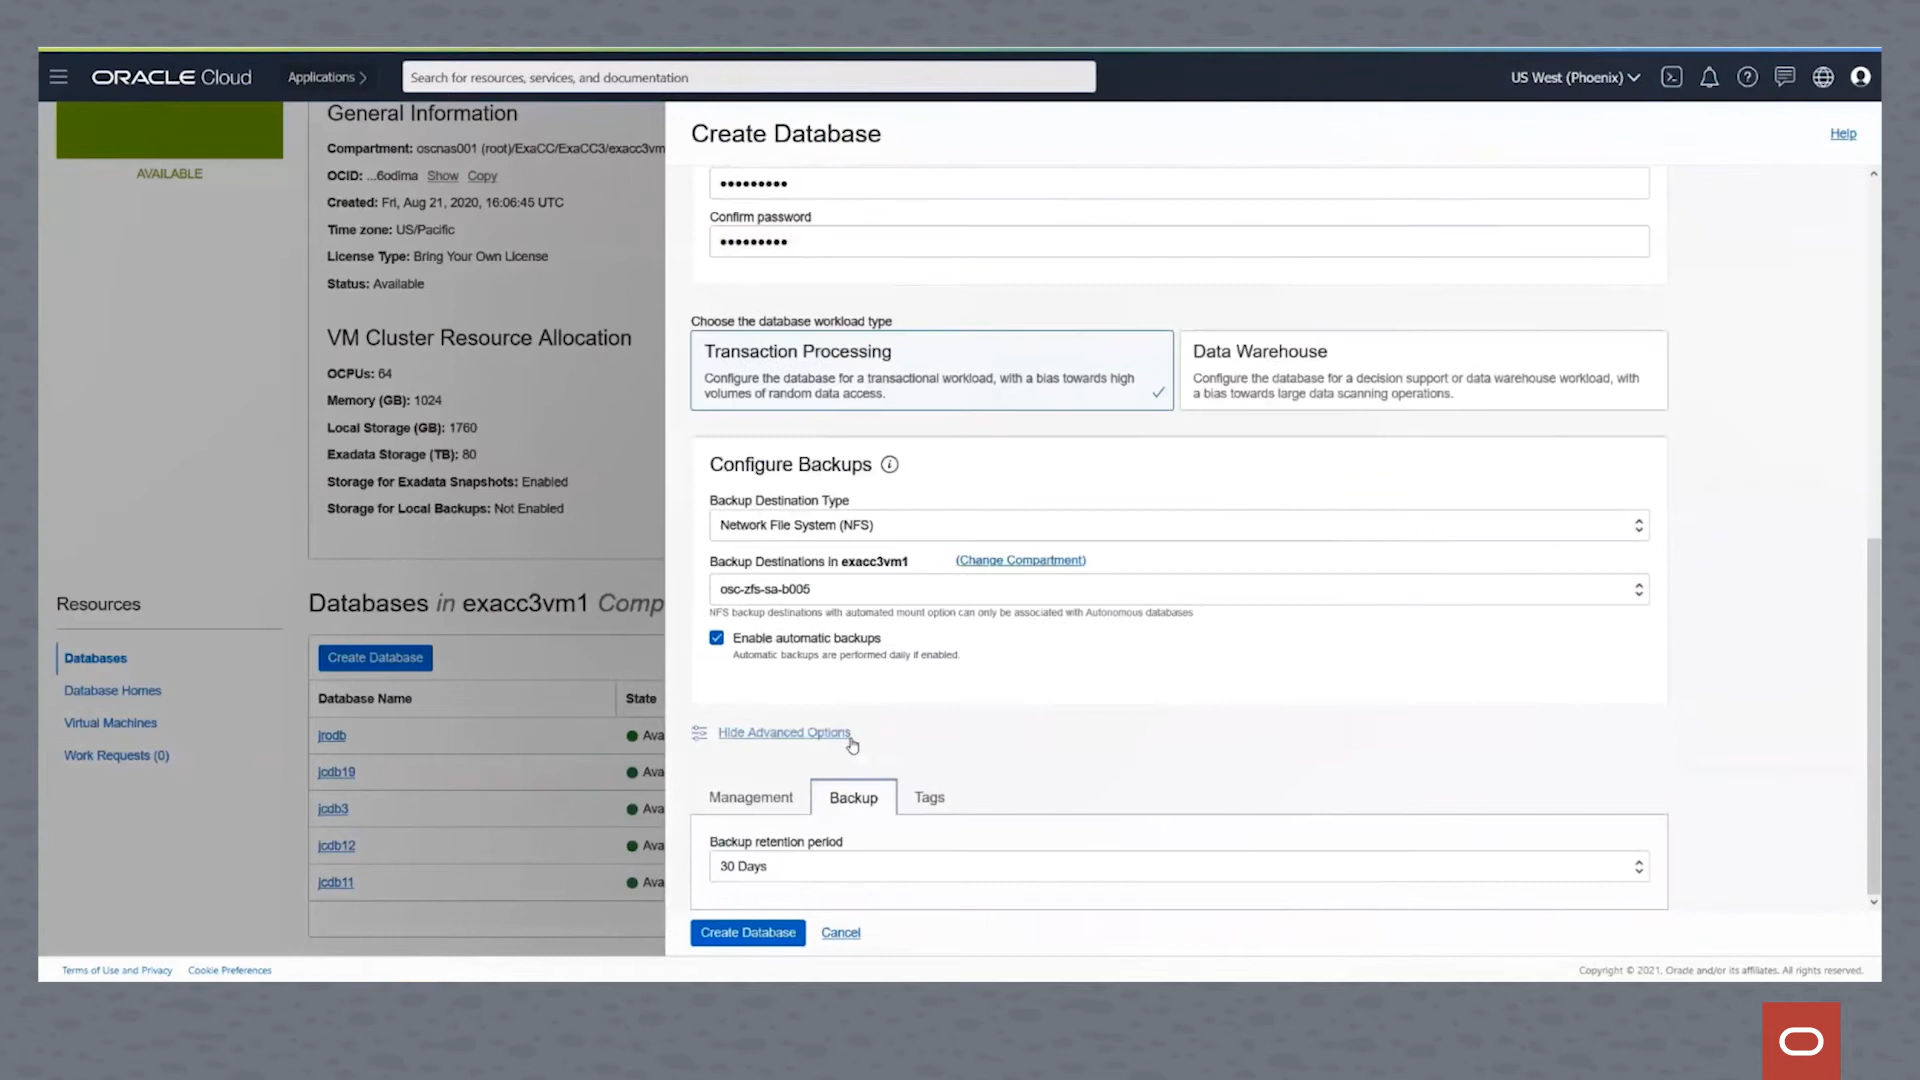 ORACLE Cloud
Applications
Search for resources, services, and documentation
US West (Phoenix)
AVAILABLE
General Information
Compartment: oscnas001 (root)/ExaCC/ExaCC3/exacc3vm
OCID: ...6odima Show Copy
Created: Fri, Aug 21, 2020, 16:06:45 UTC
Time zone: US/Pacific
License Type: Bring Your Own License
Status: Available
VM Cluster Resource Allocation
OCPUs: 64
Memory (GB): 1024
Local Storage (GB): 1760
Exadata Storage (TB): 80
Storage for Exadata Snapshots: Enabled
Storage for Local Backups: Not Enabled
Resources
Databases
Database Homes
Virtual Machines
Work Requests (0)
Databases in exacc3vm1 Comp
Create Database
Database Name State
jrodb Ava
jcdb19 Ava
jcdb3 Ava
jcdb12 Ava
jcdb11 Ava
Create Database
Help
•••••••••
Confirm password
•••••••••
Choose the database workload type
Transaction Processing
Configure the database for a transactional workload, with a bias towards high
volumes of random data access.
Data Warehouse
Configure the database for a decision support or data warehouse workload, with
a bias towards large data scanning operations.
Configure Backups
Backup Destination Type
Network File System (NFS)
Backup Destinations in exacc3vm1 (Change Compartment)
osc-zfs-sa-b005
NFS backup destinations with automated mount option can only be associated with Autonomous databases
Enable automatic backups
Automatic backups are performed daily if enabled.
Hide Advanced Options
Management Backup Tags
Backup retention period
30 Days
Create Database Cancel
Terms of Use and Privacy Cookie Preferences
Copyright © 2021, Oracle and/or its affiliates. All rights reserved.